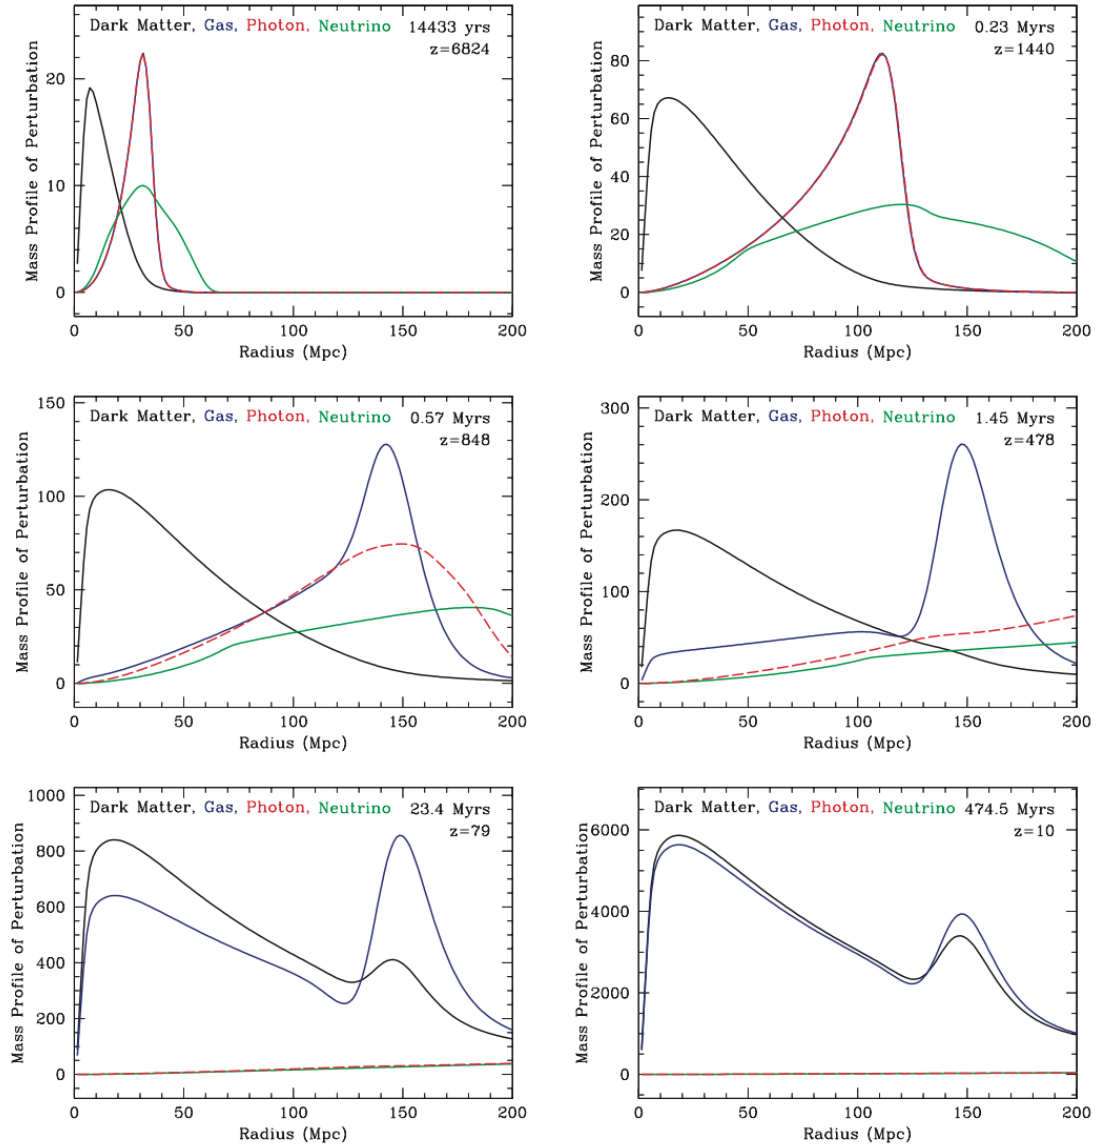 Dark Matter, Gas, Photon, Neutrino 14433 yrs
z=6824
Mass Profile of Perturbation
20
10
0
0 50 100 150 200
Radius (Mpc)
Dark Matter, Gas, Photon, Neutrino 0.23 Myrs
z=1440
Mass Profile of Perturbation
80
60
40
20
0
0 50 100 150 200
Radius (Mpc)
Dark Matter, Gas, Photon, Neutrino 0.57 Myrs
z=848
Mass Profile of Perturbation
150
100
50
0
0 50 100 150 200
Radius (Mpc)
Dark Matter, Gas, Photon, Neutrino 1.45 Myrs
z=478
Mass Profile of Perturbation
300
200
100
0
0 50 100 150 200
Radius (Mpc)
Dark Matter, Gas, Photon, Neutrino 23.4 Myrs
z=79
Mass Profile of Perturbation
1000
800
600
400
200
0
0 50 100 150 200
Radius (Mpc)
Dark Matter, Gas, Photon, Neutrino 474.5 Myrs
z=10
Mass Profile of Perturbation
6000
4000
2000
0
0 50 100 150 200
Radius (Mpc)